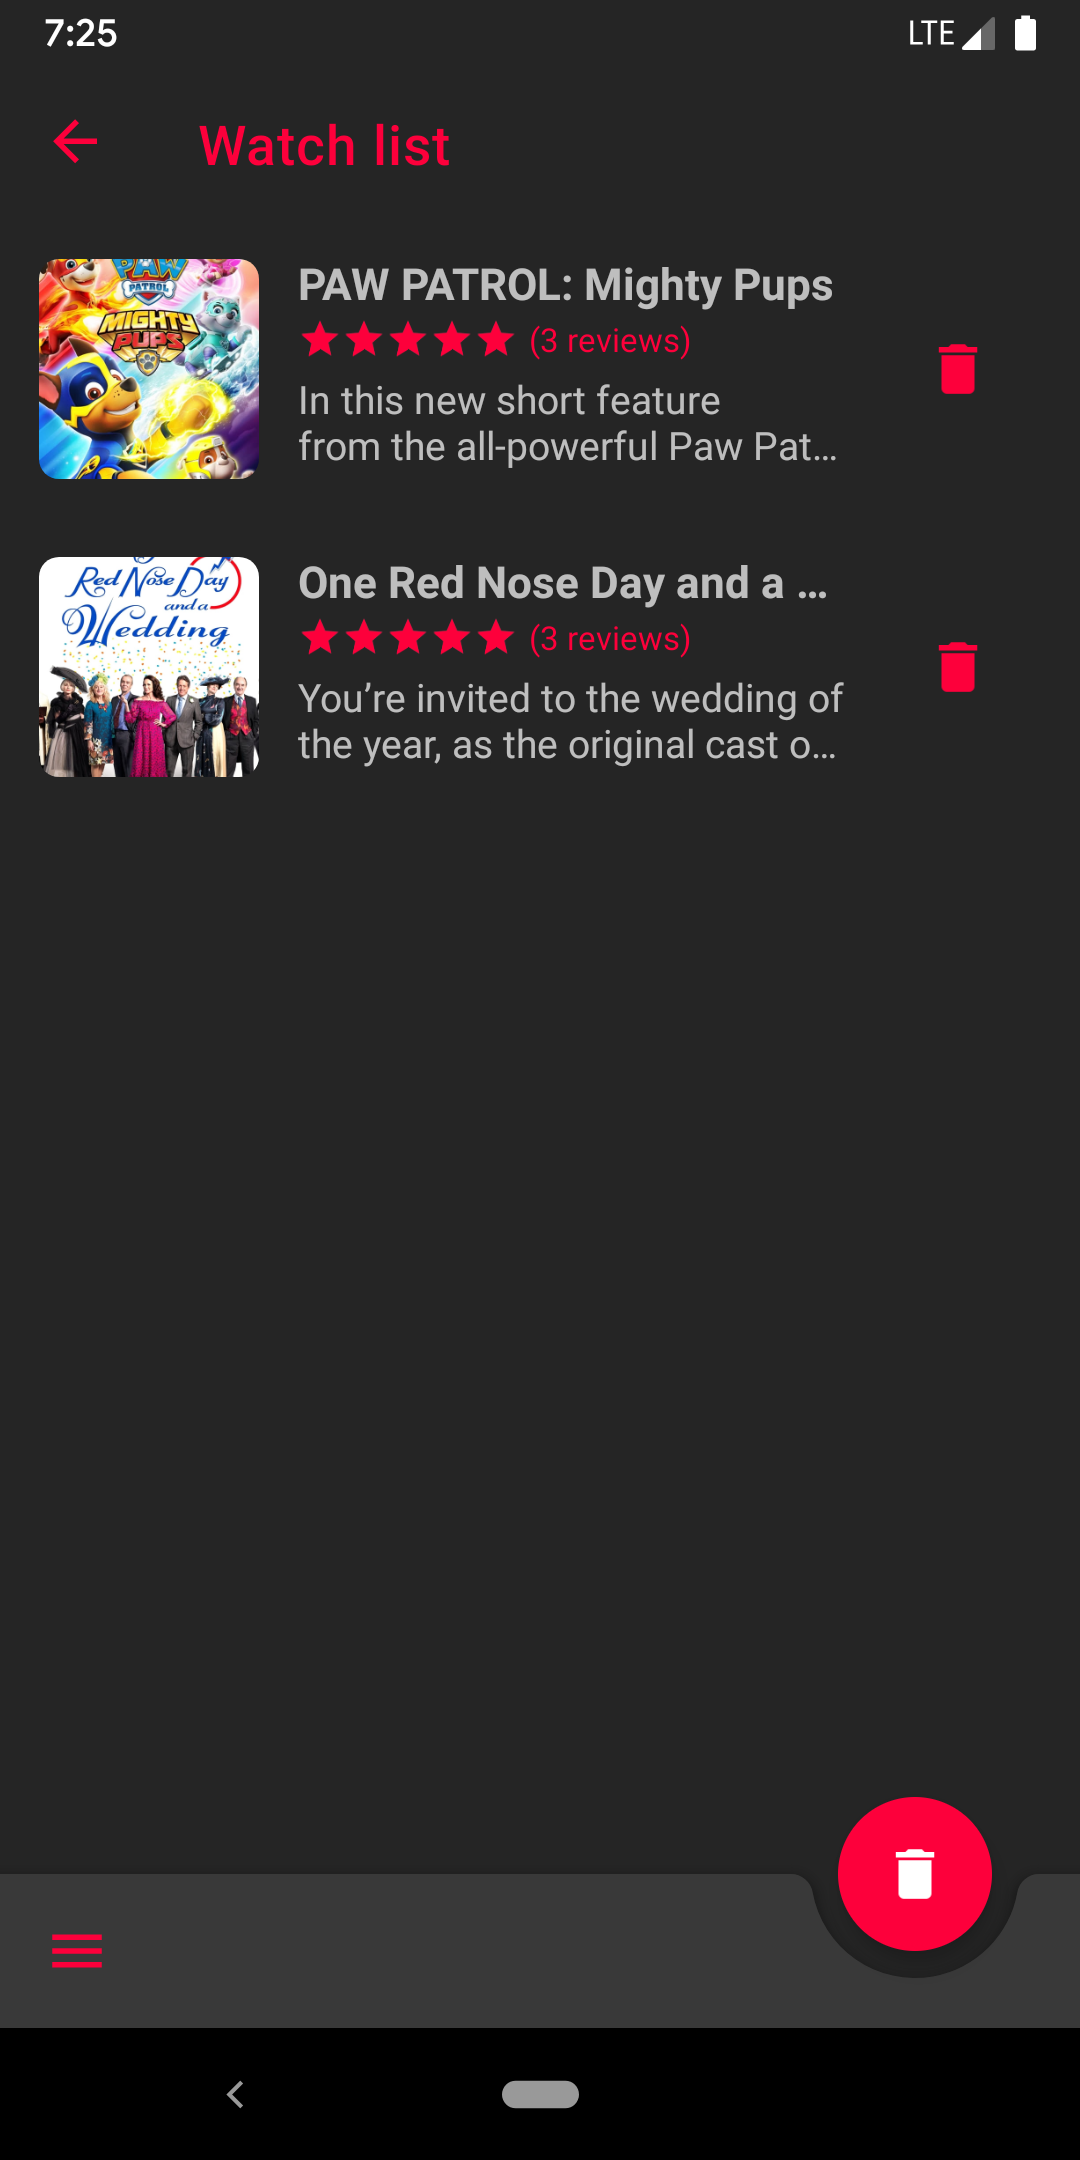 7:25
LTE
Watch list
PAW
PATROL
MIGHTY
PUPS
PAW PATROL: Mighty Pups
(3 reviews)
In this new short feature
from the all-powerful Paw Pat…
Red Nose Day
and a
Wedding
One Red Nose Day and a …
(3 reviews)
You’re invited to the wedding of
the year, as the original cast o…